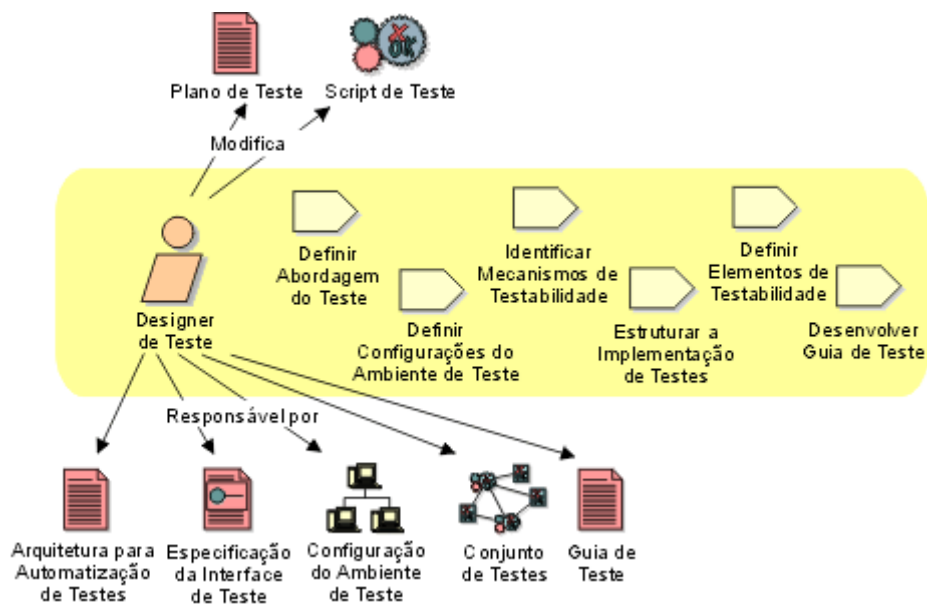 Plano de Teste
Script de Teste
Modifica
Designer
de Teste
Definir
Abordagem
do Teste
Definir
Configurações do
Ambiente de Teste
Identificar
Mecanismos de
Testabilidade
Estruturar a
Implementação
de Testes
Definir
Elementos de
Testabilidade
Desenvolver
Guia de Teste
Responsável por
Arquitetura para
Automatização
de Testes
Especificação
da Interface
de Teste
Configuração
do Ambiente
de Teste
Conjunto
de Testes
Guia de
Teste
OK